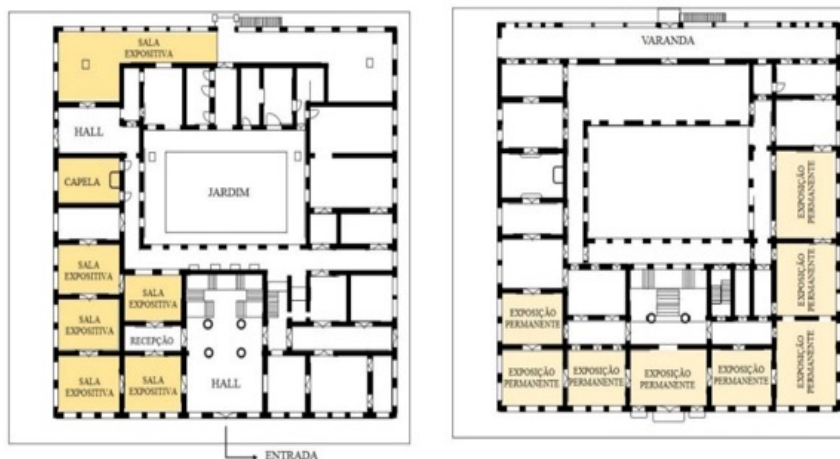 SALA
EXPOSITIVA
HALL
CAPELA
JARDIM
SALA
EXPOSITIVA
SALA
EXPOSITIVA
SALA
EXPOSITIVA
RECEPÇÃO
SALA
EXPOSITIVA
SALA
EXPOSITIVA
HALL
ENTRADA
VARANDA
EXPOSIÇÃO
PERMANENTE
EXPOSIÇÃO
PERMANENTE
EXPOSIÇÃO
PERMANENTE
EXPOSIÇÃO
PERMANENTE
EXPOSIÇÃO
PERMANENTE
EXPOSIÇÃO
PERMANENTE
EXPOSIÇÃO
PERMANENTE
EXPOSIÇÃO
PERMANENTE